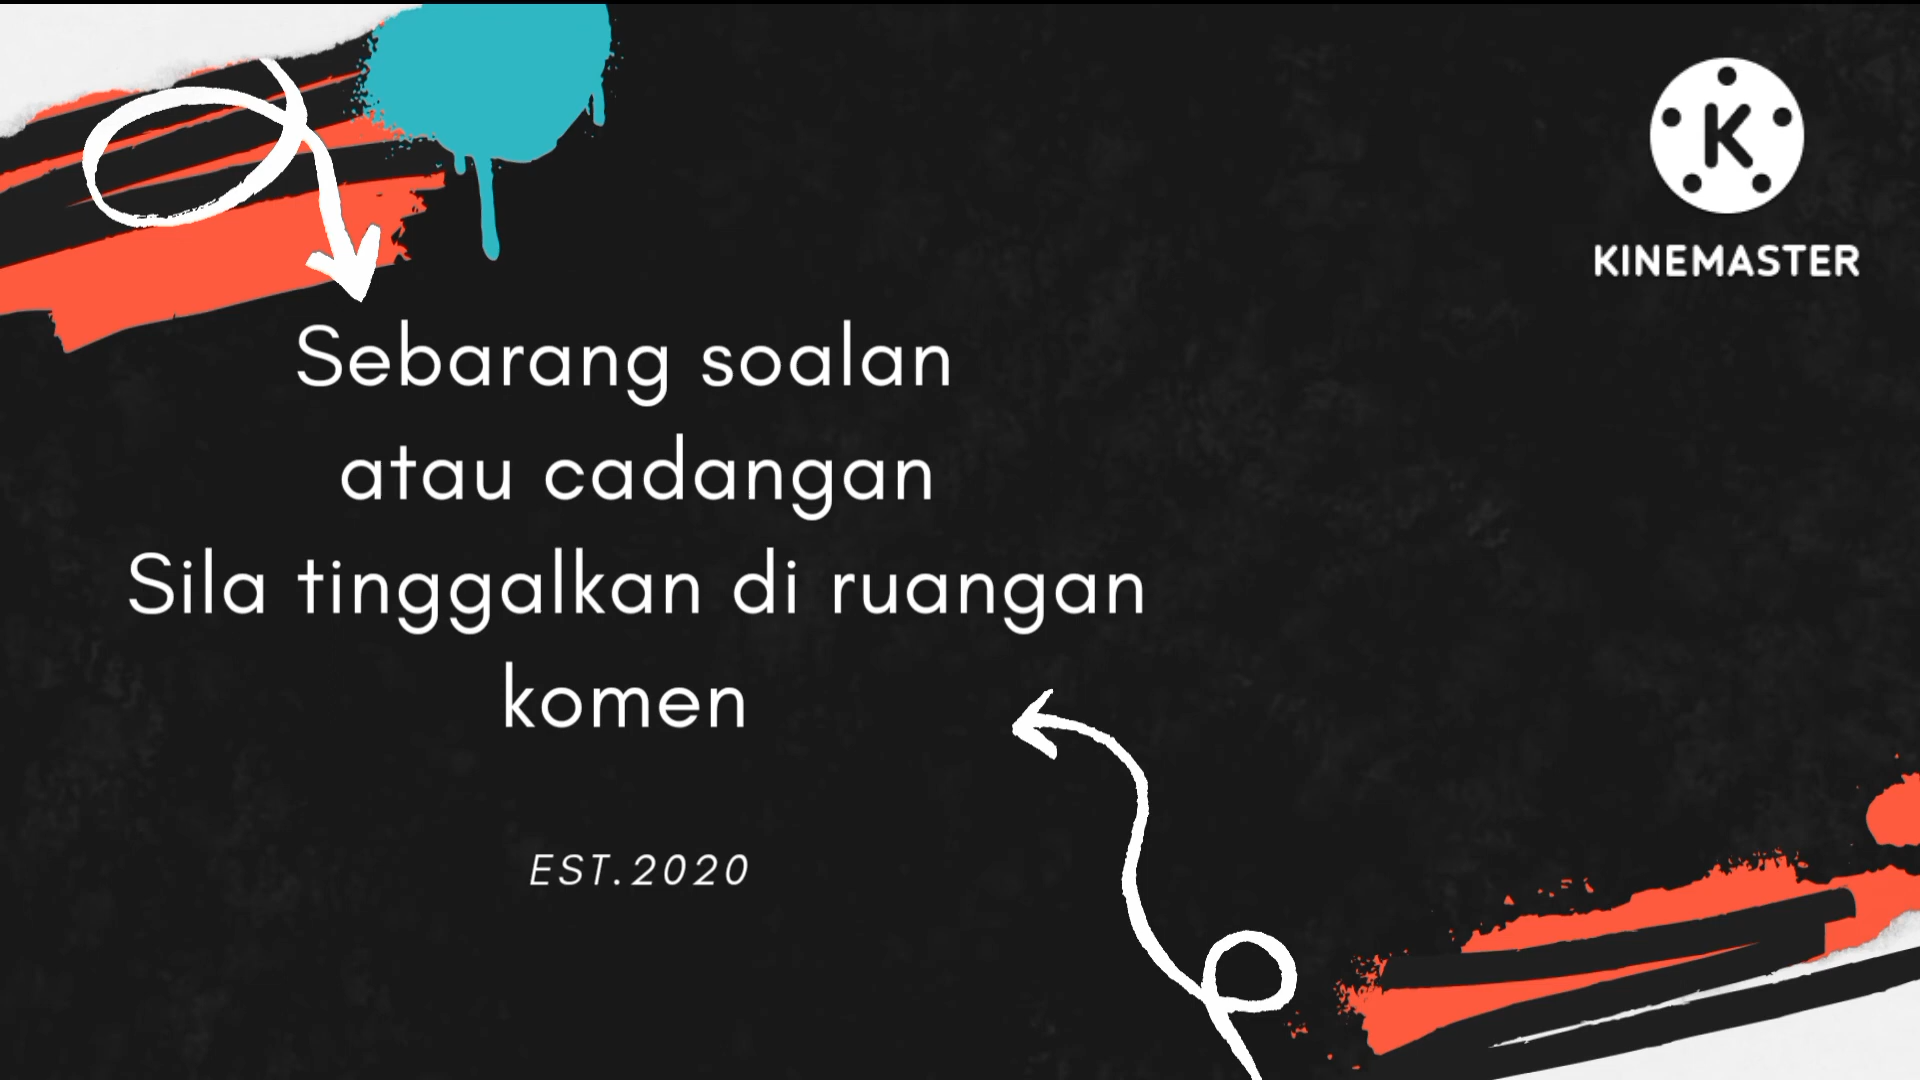 KINEMASTER
Sebarang soalan
atau cadangan
Sila tinggalkan di ruangan
komen
EST.2020